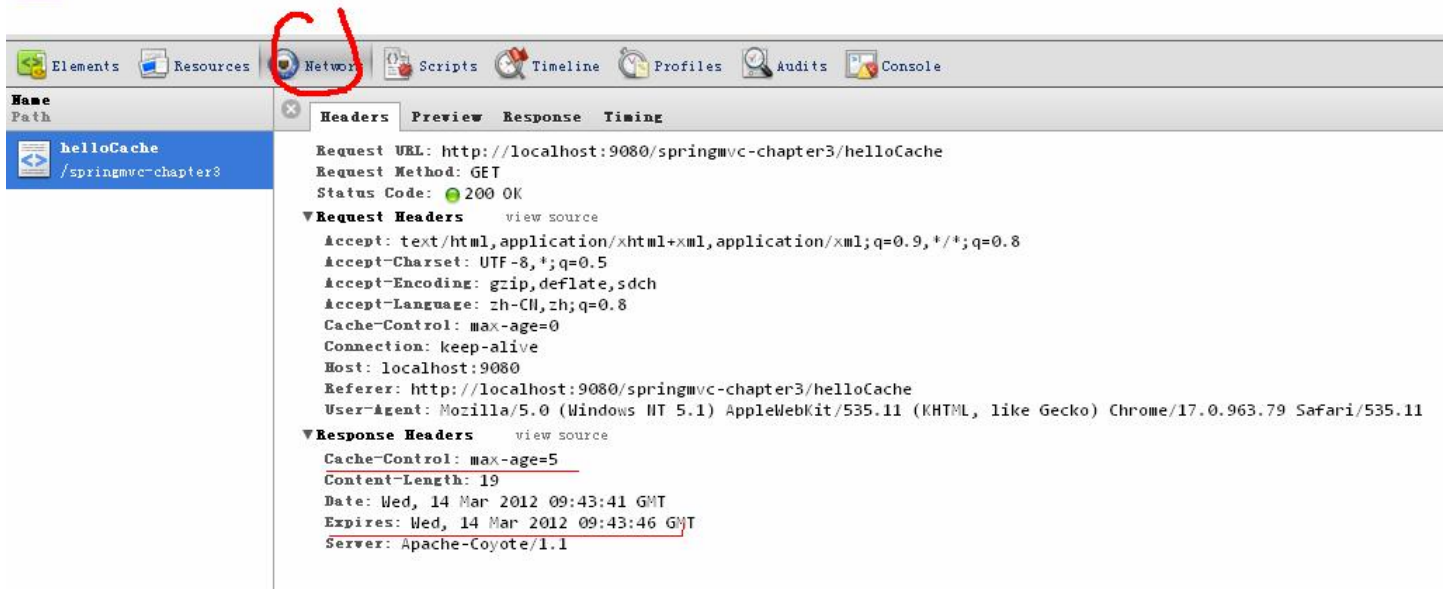 Elements Resources Network Scripts Timeline Profiles Audits Console
Name
Path
helloCache
/springmvc-chapter3
Headers Preview Response Timing
Request URL: http://localhost:9080/springmvc-chapter3/helloCache
Request Method: GET
Status Code: 200 OK
Request Headers view source
Accept: text/html,application/xhtml+xml,application/xml;q=0.9,*/*;q=0.8
Accept-Charset: UTF-8,*;q=0.5
Accept-Encoding: gzip,deflate,sdch
Accept-Language: zh-CN,zh;q=0.8
Cache-Control: max-age=0
Connection: keep-alive
Host: localhost:9080
Referer: http://localhost:9080/springmvc-chapter3/helloCache
User-Agent: Mozilla/5.0 (Windows NT 5.1) AppleWebKit/535.11 (KHTML, like Gecko) Chrome/17.0.963.79 Safari/535.11
Response Headers view source
Cache-Control: max-age=5
Content-Length: 19
Date: Wed, 14 Mar 2012 09:43:41 GMT
Expires: Wed, 14 Mar 2012 09:43:46 GMT
Server: Apache-Coyote/1.1